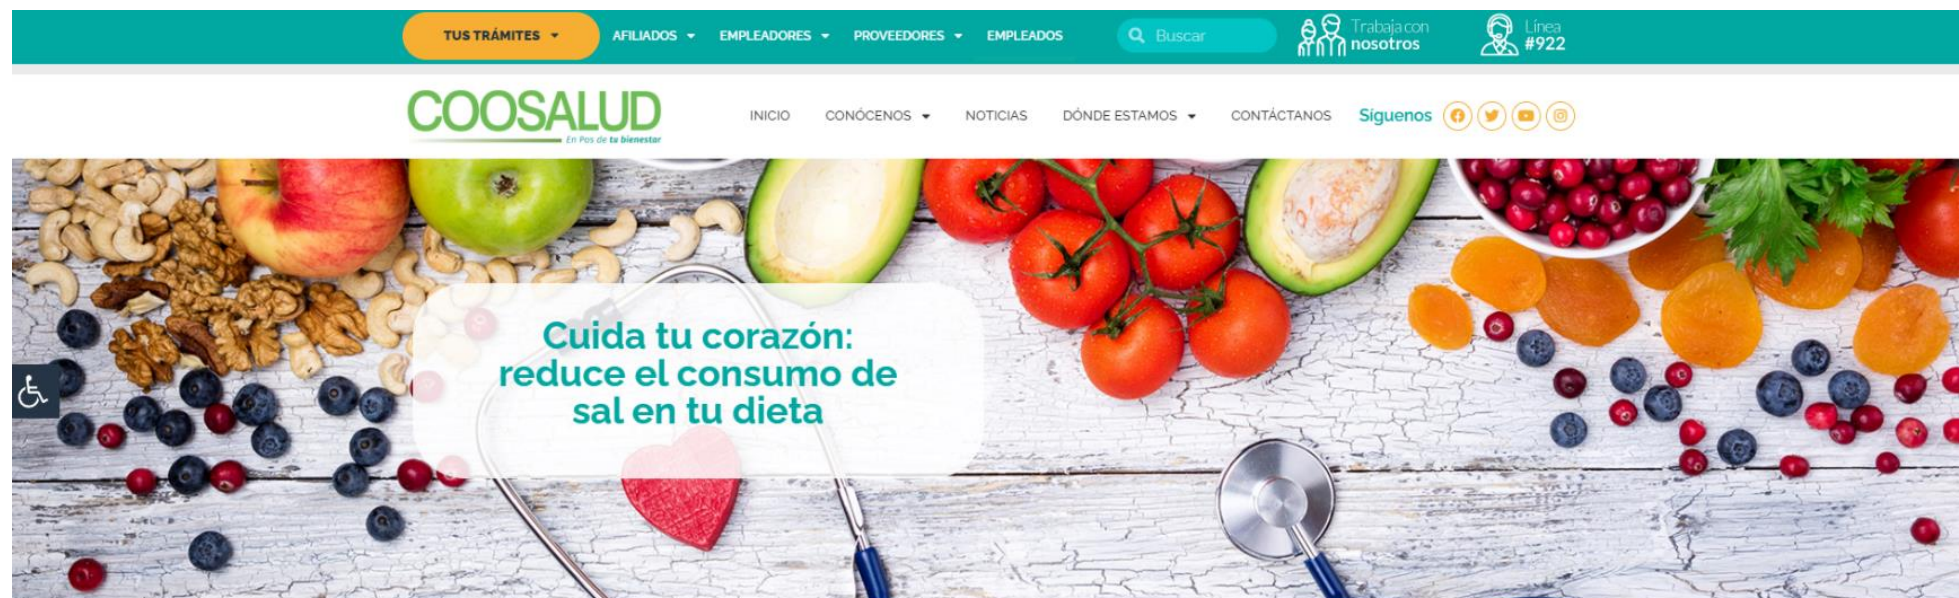 TUS TRÁMITES
AFILIADOS
EMPLEADORES
PROVEEDORES
EMPLEADOS
Buscar
Trabaja con
nosotros
Línea
#922
COOSALUD
En Pos de tu bienestar
INICIO
CONÓCENOS
NOTICIAS
DÓNDE ESTAMOS
CONTÁCTANOS
Síguenos
Cuida tu corazón:
reduce el consumo de
sal en tu dieta